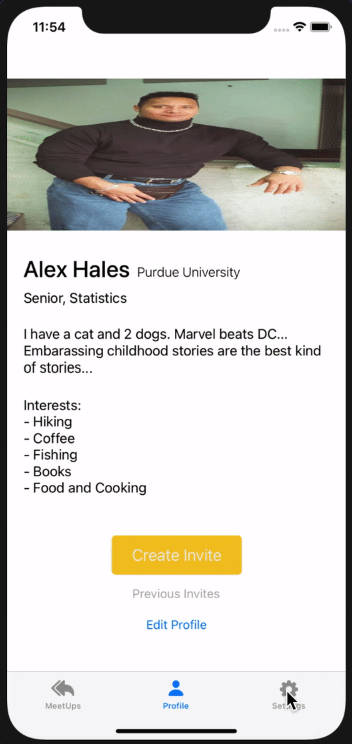 11:54
Alex Hales Purdue University
Senior, Statistics
I have a cat and 2 dogs. Marvel beats DC...
Embarassing childhood stories are the best kind
of stories...
Interests:
- Hiking
- Coffee
- Fishing
- Books
- Food and Cooking
Create Invite
Previous Invites
Edit Profile
MeetUps Profile